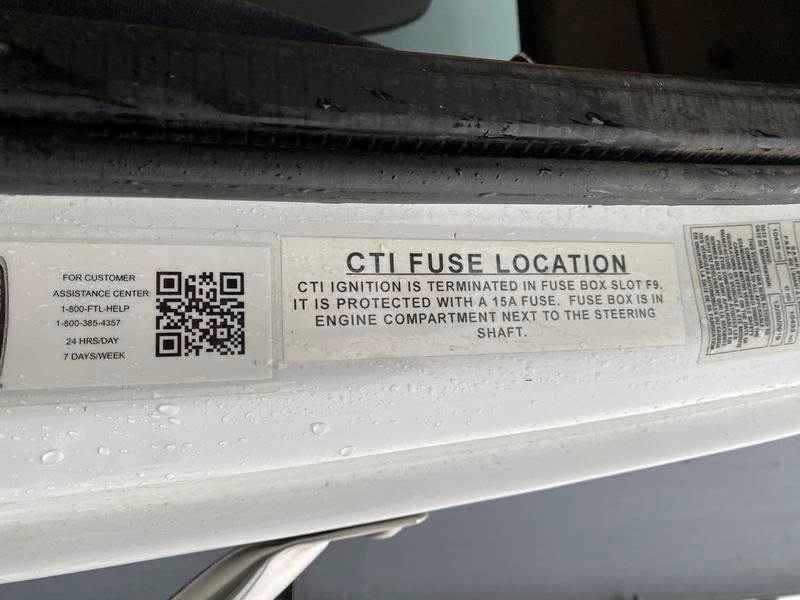 FOR CUSTOMER
ASSISTANCE CENTER:
1-800-FTL-HELP
1-800-385-4357
24 HRS/DAY
7 DAYS/WEEK
CTI FUSE LOCATION
CTI IGNITION IS TERMINATED IN FUSE BOX SLOT F9.
IT IS PROTECTED WITH A 15A FUSE. FUSE BOX IS IN
ENGINE COMPARTMENT NEXT TO THE STEERING
SHAFT.